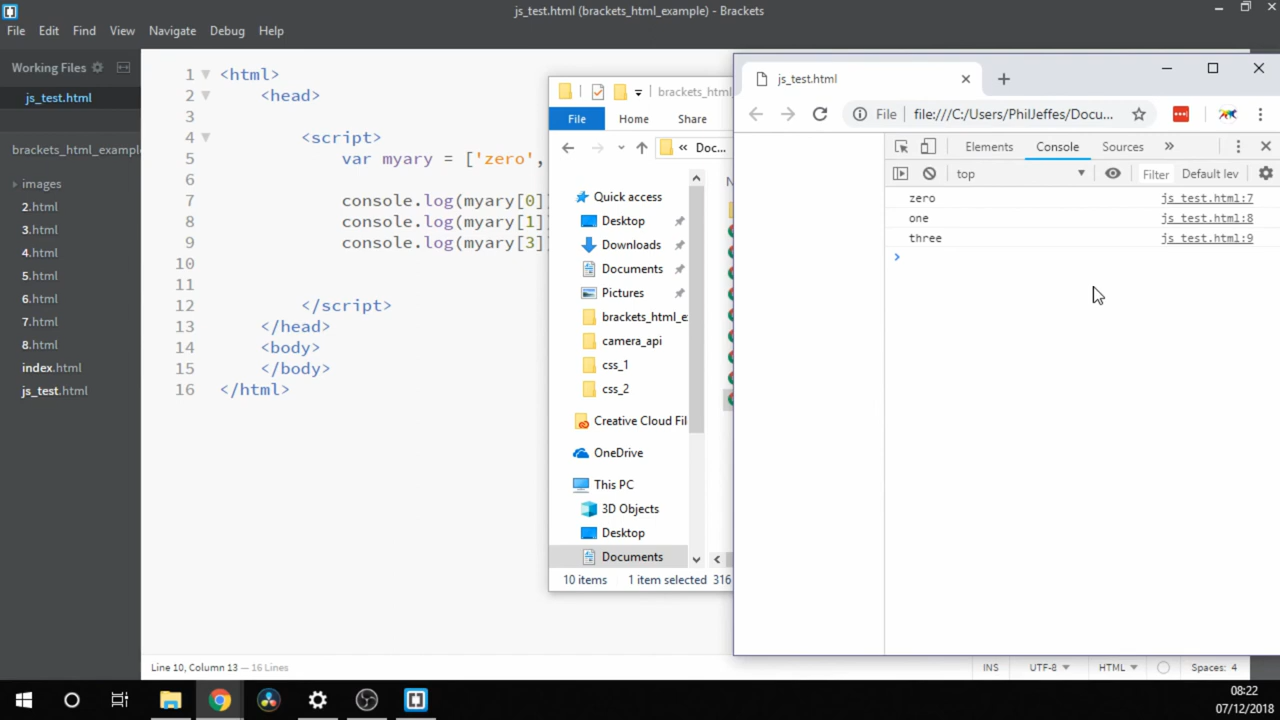 js_test.html (brackets_html_example) - Brackets
File Edit Find View Navigate Debug Help
Working Files
js_test.html
brackets_html_example
images
2.html
3.html
4.html
5.html
6.html
7.html
8.html
index.html
js_test.html
1 <html>
2 <head>
3
4 <script>
5 var myary = ['zero',
6
7 console.log(myary[0]
8 console.log(myary[1]
9 console.log(myary[3]
10
11
12 </script>
13 </head>
14 <body>
15 </body>
16 </html>
Line 10, Column 13 — 16 Lines
INS UTF-8 HTML Spaces: 4
brackets_html
File Home Share
« Doc...
Quick access
Desktop
Downloads
Documents
Pictures
brackets_html_e
camera_api
css_1
css_2
Creative Cloud Fil
OneDrive
This PC
3D Objects
Desktop
Documents
10 items 1 item selected 316
js_test.html
File file:///C:/Users/PhilJeffes/Docu...
Elements Console Sources »
top Filter Default lev
zero js_test.html:7
one js_test.html:8
three js_test.html:9
>
08:22
07/12/2018